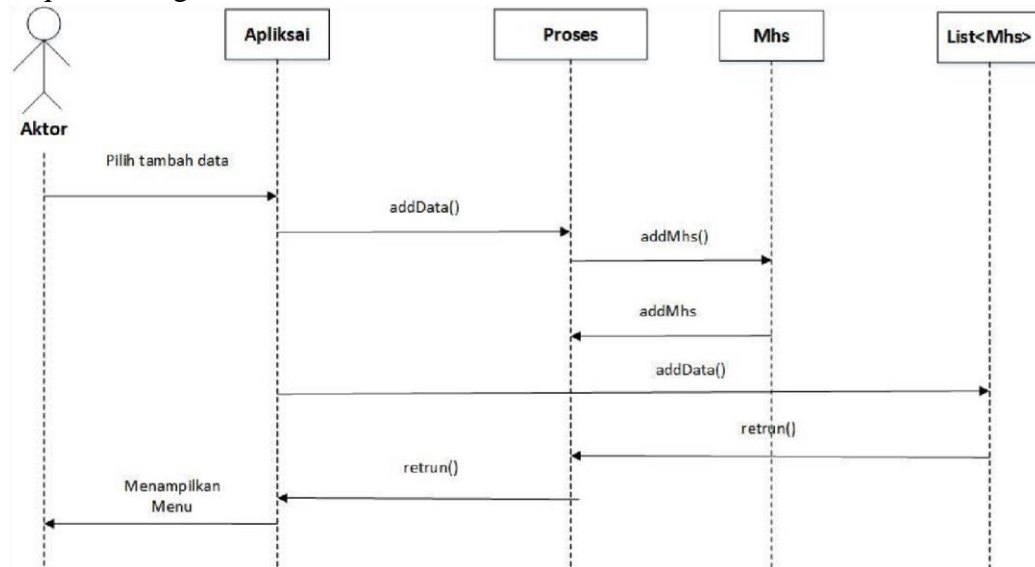 Apliksai
Proses
Mhs
List<Mhs>
Aktor
Pilih tambah data
addData()
addMhs()
addMhs
addData()
retrun()
retrun()
Menampilkan
Menu